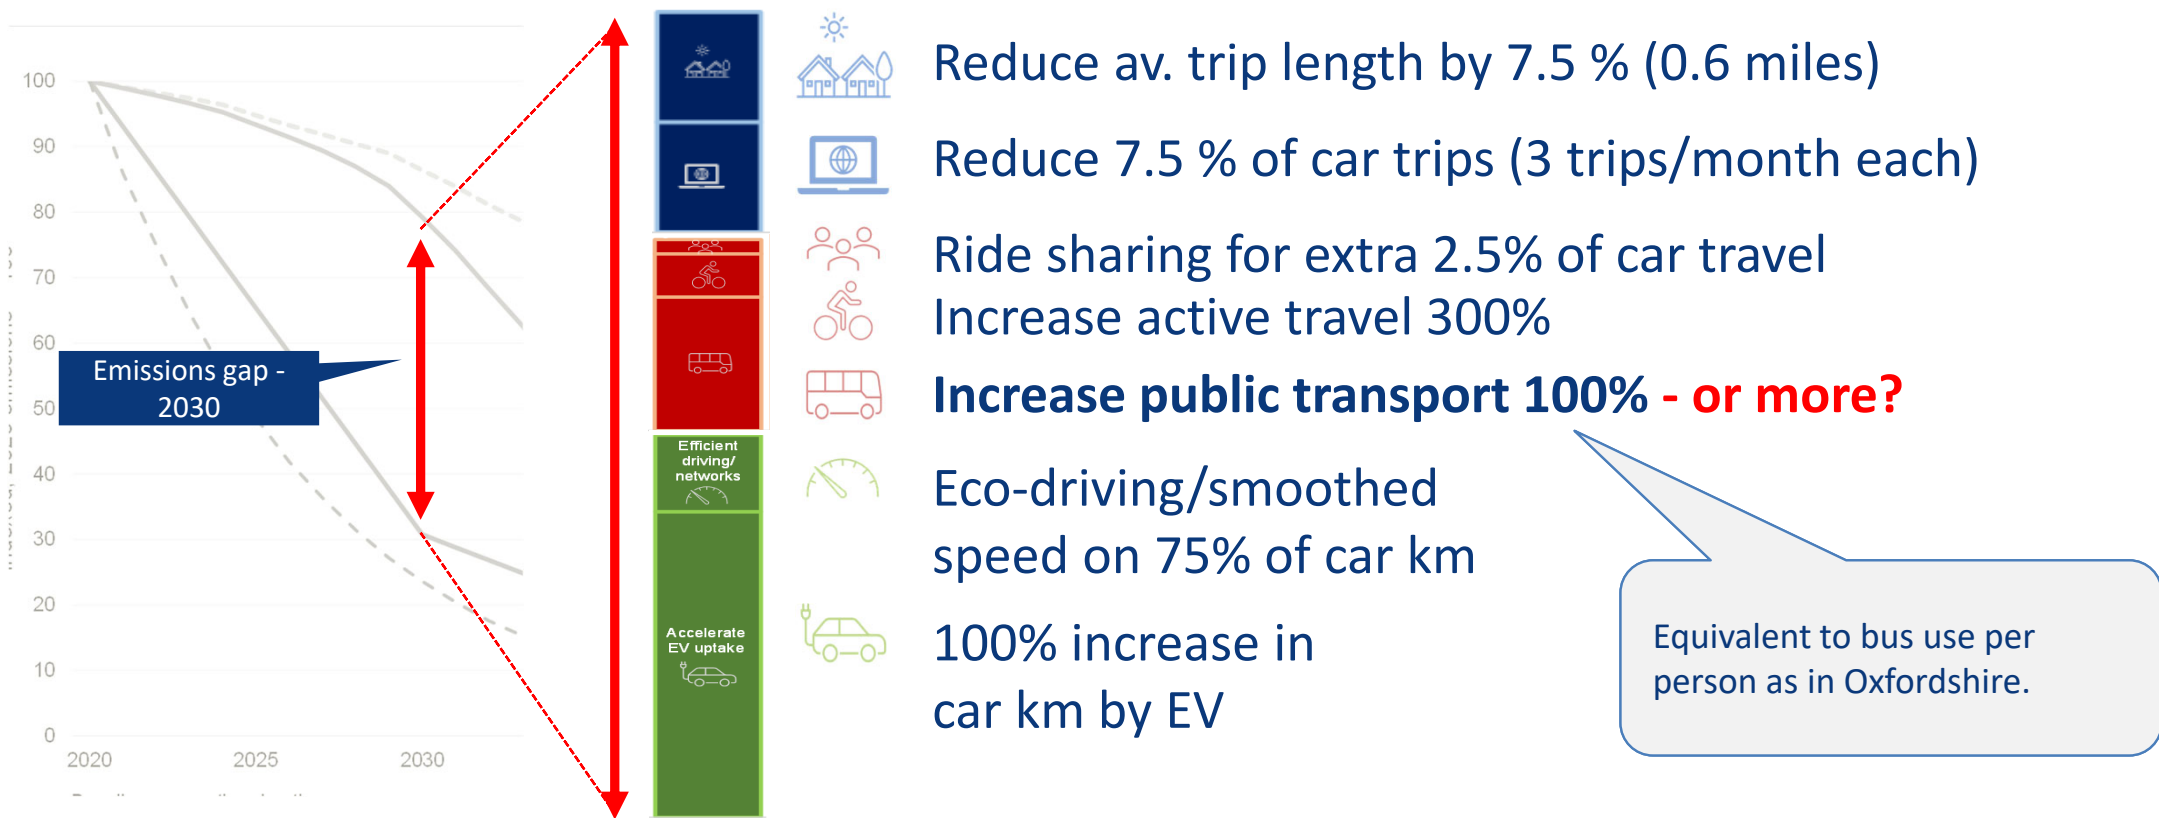 100
90
80
70
60
50
40
30
20
10
0
2020
2025
2030
Emissions gap -
2030
Efficient
driving/
networks
Accelerate
EV uptake
Reduce av. trip length by 7.5 % (0.6 miles)
Reduce 7.5 % of car trips (3 trips/month each)
Ride sharing for extra 2.5% of car travel
Increase active travel 300%
Increase public transport 100% - or more?
Eco-driving/smoothed
speed on 75% of car km
100% increase in
car km by EV
Equivalent to bus use per
person as in Oxfordshire.